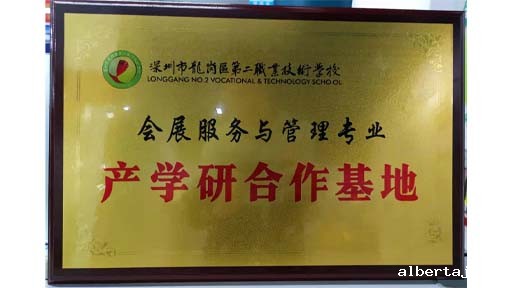 深圳市龍岗區第二職業技術學校
LONGGANG NO.2 VOCATIONAL & TECHNOLOGY SCHOOL
会展服务与管理专业
产学研合作基地
albertaj